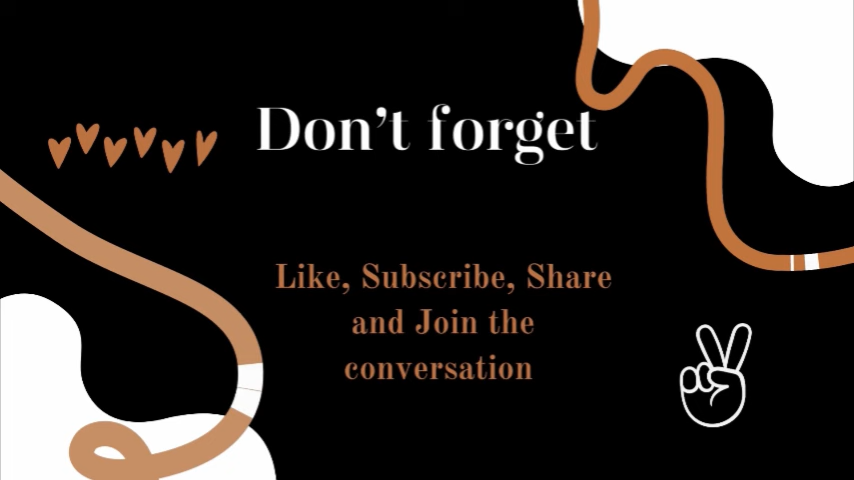 Don’t forget
Like, Subscribe, Share
and Join the
conversation